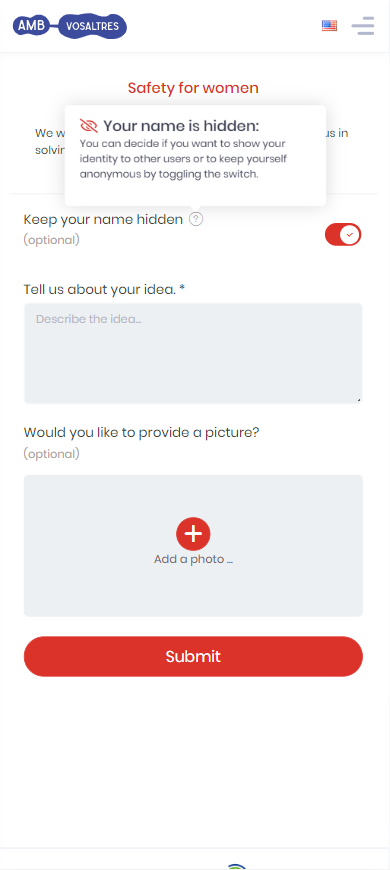 AMB VOSALTRES
Safety for women
Your name is hidden:
We w
You can decide if you want to show your
us in
solvin
identity to other users or to keep yourself
anonymous by toggling the switch.
Keep your name hidden ?
(optional)
Tell us about your idea. *
Describe the idea...
Would you like to provide a picture?
(optional)
Add a photo ...
Submit